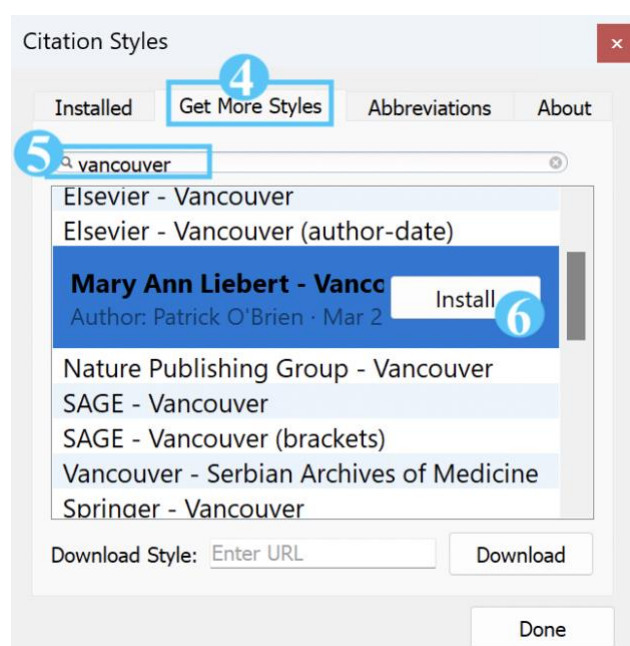 Citation Styles
×
4
Installed Get More Styles Abbreviations About
5 vancouver
Elsevier - Vancouver
Elsevier - Vancouver (author-date)
Mary Ann Liebert - Vanco
Author: Patrick O'Brien · Mar 2
Install
6
Nature Publishing Group - Vancouver
SAGE - Vancouver
SAGE - Vancouver (brackets)
Vancouver - Serbian Archives of Medicine
Springer - Vancouver
Download Style: Enter URL Download
Done